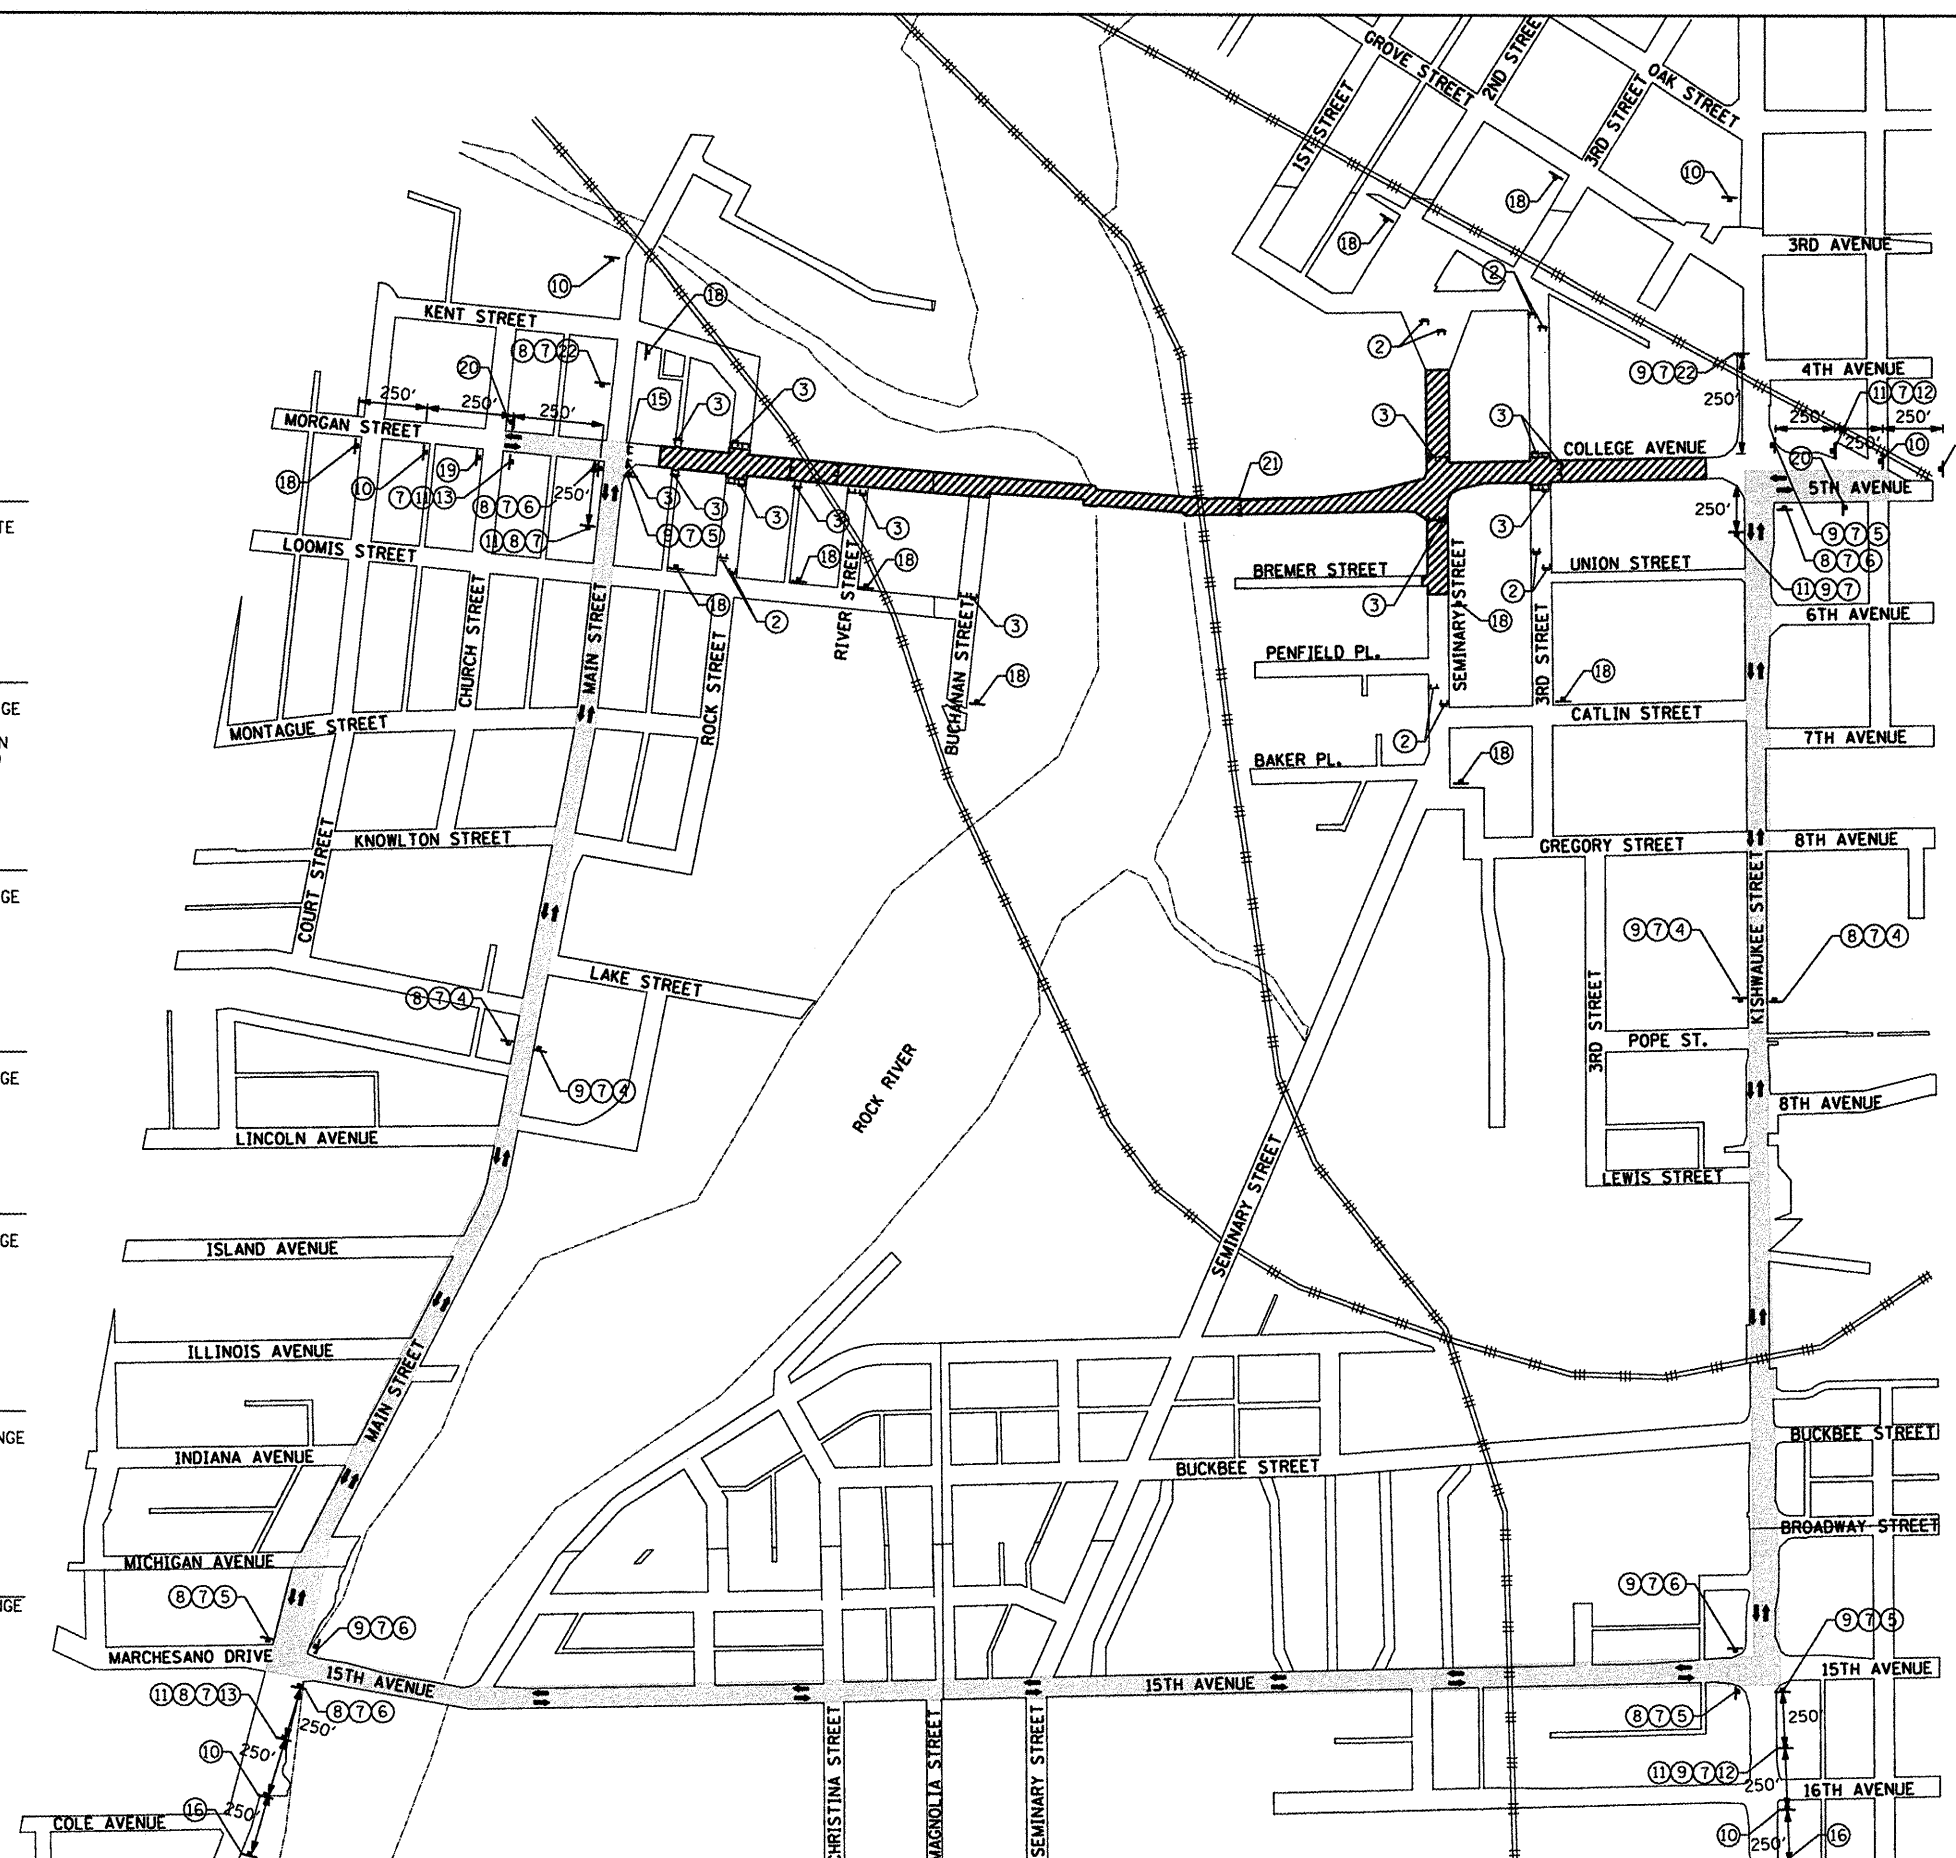 GROVE STREET
2ND STREE
OAK STREET
1ST STREET
3RD STREET
10
18
18
3RD AVENUE
10
18
2
KENT STREET
8 7 22
20
2
9 7 22
4TH AVENUE
250'
250'
250'
250'
11 7 12
15
3
3
3
3
250'
250'
250'
MORGAN STREET
COLLEGE AVENUE
20
10
18
10
19
7 11 13
21
5TH AVENUE
8 7 6
250'
3
3
3
3
3
3
250'
11 8 7
8 7 5
9 7 5
LOOMIS STREET
18
18
BREMER STREET
UNION STREET
8 7 6
2
11 9 7
18
2
3
3
18
6TH AVENUE
CHURCH STREET
MAIN STREET
ROCK STREET
RIVER STREET
BUCHANAN STREET
PENFIELD PL.
SEMINARY STREET
3RD STREET
18
18
CATLIN STREET
MONTAGUE STREET
2
7TH AVENUE
GE
N
BAKER PL.
18
COURT STREET
KNOWLTON STREET
GREGORY STREET
8TH AVENUE
GE
9 7 4
KISHWAUKEE STREET
8 7 4
LAKE STREET
8 7 4
3RD STREET
POPE ST.
ROCK RIVER
9 7 4
GE
8TH AVENUE
LINCOLN AVENUE
SEMINARY STREET
LEWIS STREET
GE
ISLAND AVENUE
ILLINOIS AVENUE
MAIN STREET
NGE
INDIANA AVENUE
BUCKBEE STREET
BUCKBEE STREET
BROADWAY STREET
MICHIGAN AVENUE
8 7 5
9 7 6
9 7 6
9 7 5
MARCHESANO DRIVE
15TH AVENUE
15TH AVENUE
15TH AVENUE
11 8 7 13
8 7 6
250'
8 7 5
250'
10
250'
11 9 7 12
250'
16TH AVENUE
16
250'
COLE AVENUE
CHRISTINA STREET
MAGNOLIA STREET
SEMINARY STREET
10
250'
16